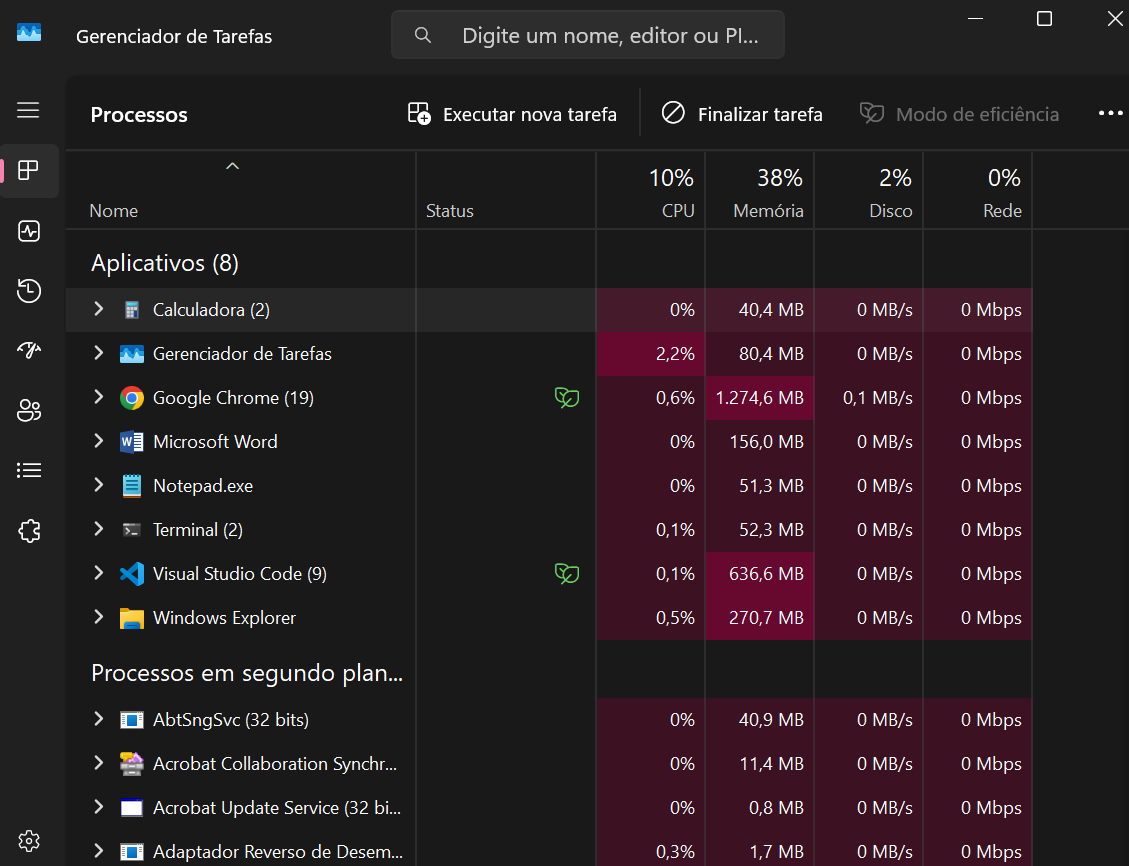 Gerenciador de Tarefas
Digite um nome, editor ou PI...
Processos
Executar nova tarefa
Finalizar tarefa
Modo de eficiência
10% 38% 2% 0%
Nome Status CPU Memória Disco Rede
Aplicativos (8)
Calculadora (2) 0% 40,4 MB 0 MB/s 0 Mbps
Gerenciador de Tarefas 2,2% 80,4 MB 0 MB/s 0 Mbps
Google Chrome (19) 0,6% 1.274,6 MB 0,1 MB/s 0 Mbps
Microsoft Word 0% 156,0 MB 0 MB/s 0 Mbps
Notepad.exe 0% 51,3 MB 0 MB/s 0 Mbps
Terminal (2) 0,1% 52,3 MB 0 MB/s 0 Mbps
Visual Studio Code (9) 0,1% 636,6 MB 0 MB/s 0 Mbps
Windows Explorer 0,5% 270,7 MB 0 MB/s 0 Mbps
Processos em segundo plan...
AbtSngSvc (32 bits) 0% 40,9 MB 0 MB/s 0 Mbps
Acrobat Collaboration Synchr... 0% 11,4 MB 0 MB/s 0 Mbps
Acrobat Update Service (32 bi... 0% 0,8 MB 0 MB/s 0 Mbps
Adaptador Reverso de Desem... 0,3% 1,7 MB 0 MB/s 0 Mbps